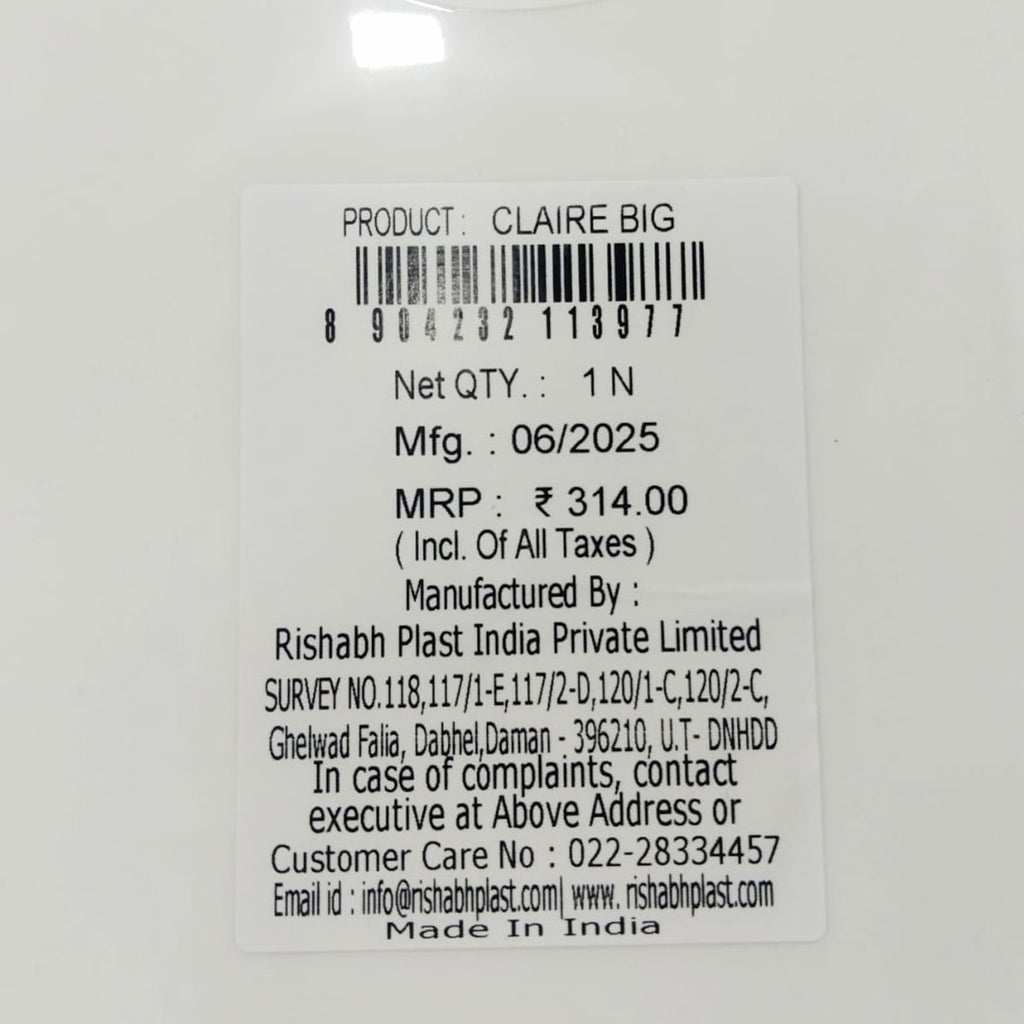 PRODUCT : CLAIRE BIG
8 904232 113977
Net QTY. : 1 N
Mfg. : 06/2025
MRP : ₹ 314.00
( Incl. Of All Taxes )
Manufactured By :
Rishabh Plast India Private Limited
SURVEY NO.118,117/1-E,117/2-D,120/1-C,120/2-C,
Ghelwad Falia, Dabhel,Daman - 396210, U.T- DNHDD
In case of complaints, contact
executive at Above Address or
Customer Care No : 022-28334457
Email id : info@rishabhplast.com| www. rishabhplast.com
Made In India